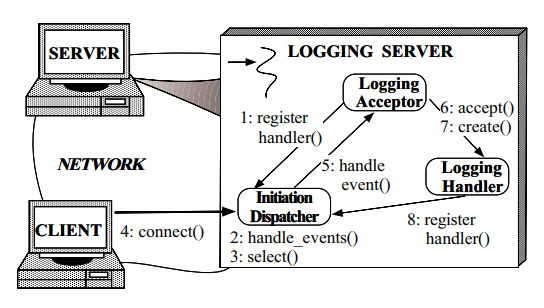 SERVER
LOGGING SERVER
Logging
Acceptor
1: register
handler()
6: accept()
7: create()
NETWORK
5: handle
event()
Logging
Handler
Initiation
Dispatcher
CLIENT
4: connect()
2: handle_events()
3: select()
8: register
handler()